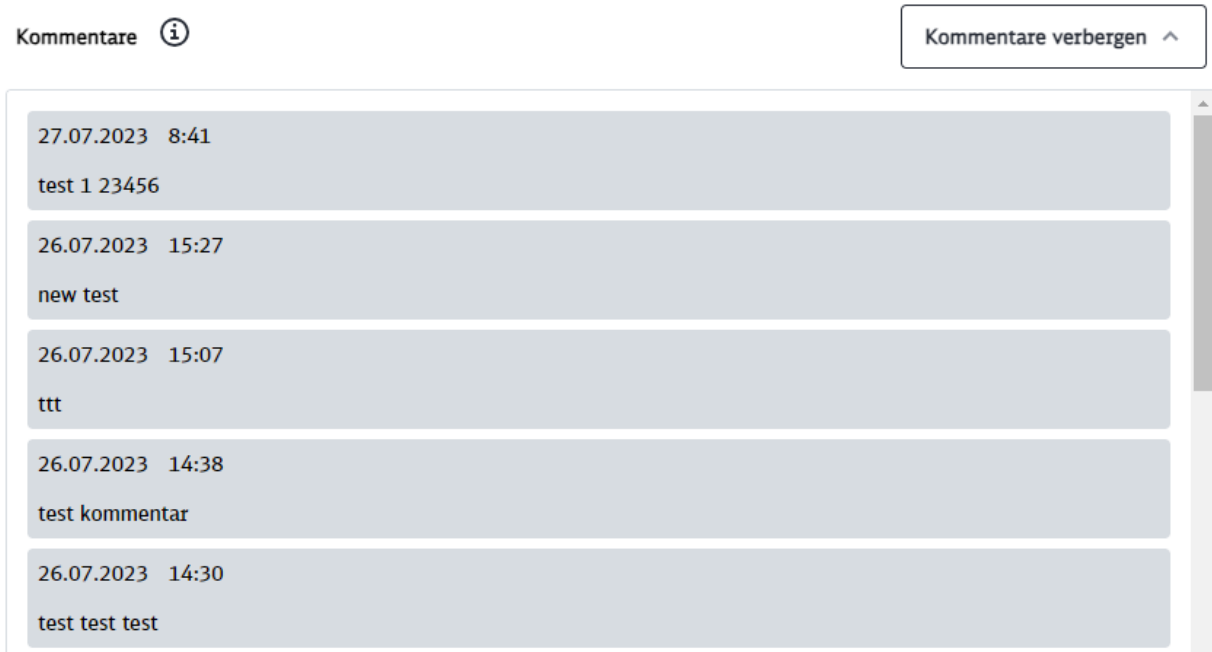 Kommentare
Kommentare verbergen
27.07.2023 8:41
test 1 23456
26.07.2023 15:27
new test
26.07.2023 15:07
ttt
26.07.2023 14:38
test kommentar
26.07.2023 14:30
test test test